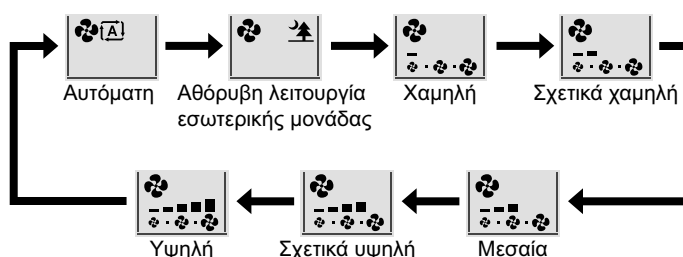 A
Αυτόματη
Αθόρυβη λειτουργία
εσωτερικής μονάδας
Χαμηλή
Σχετικά χαμηλή
Υψηλή
Σχετικά υψηλή
Μεσαία